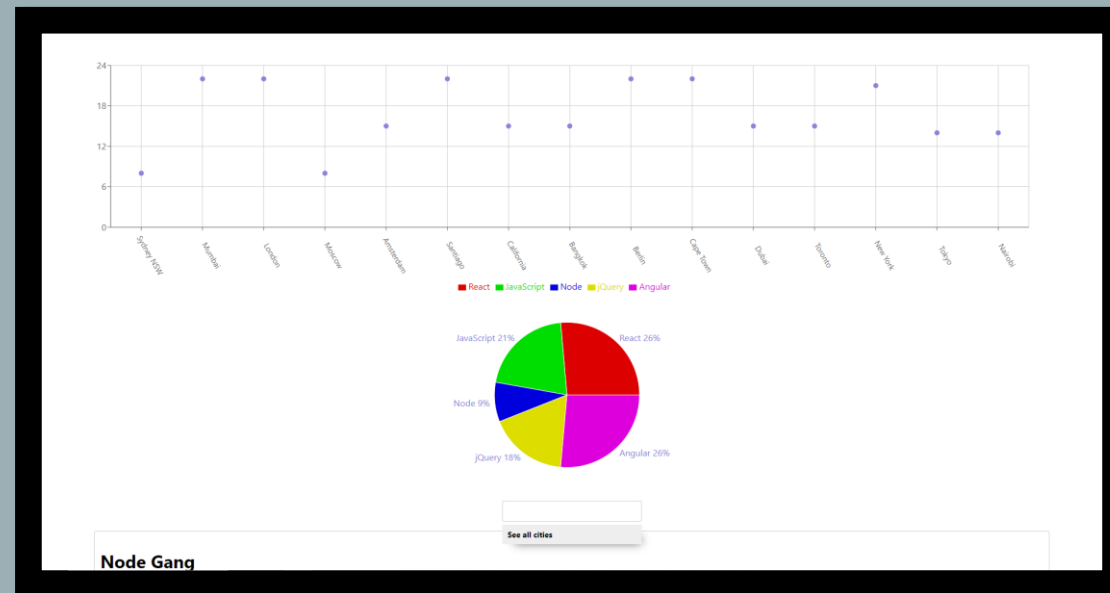 24
18
12
6
0
Sydney NSW
Mumbai
London
Moscow
Amsterdam
Santiago
California
Bangkok
Berlin
Cape Town
Dubai
Toronto
New York
Tokyo
Nairobi
React JavaScript Node jQuery Angular
JavaScript 21%
React 26%
Node 9%
jQuery 18%
Angular 26%
See all cities
Node Gang